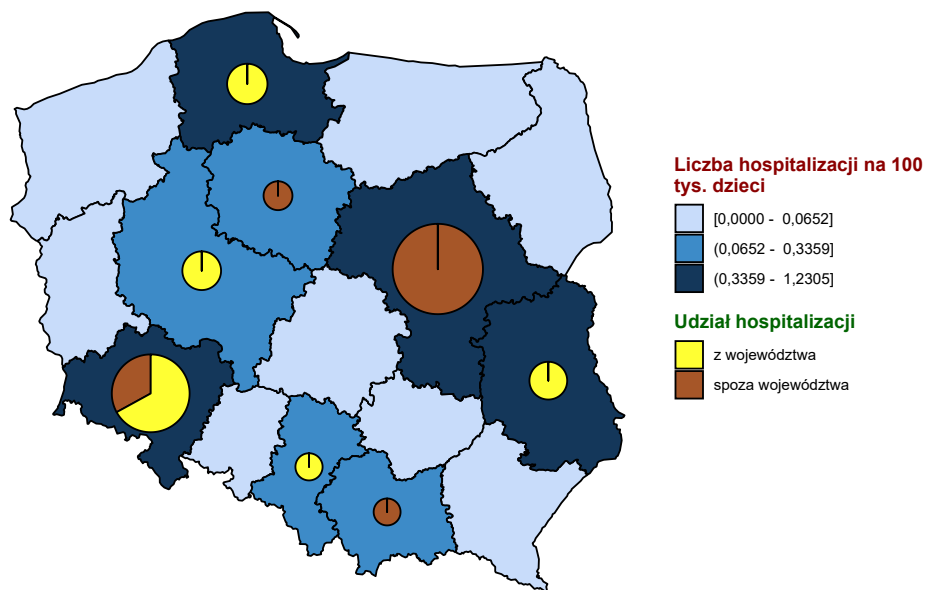 Liczba hospitalizacji na 100
tys. dzieci
[0,0000 - 0,0652]
(0,0652 - 0,3359]
(0,3359 - 1,2305]
Udział hospitalizacji
z województwa
spoza województwa